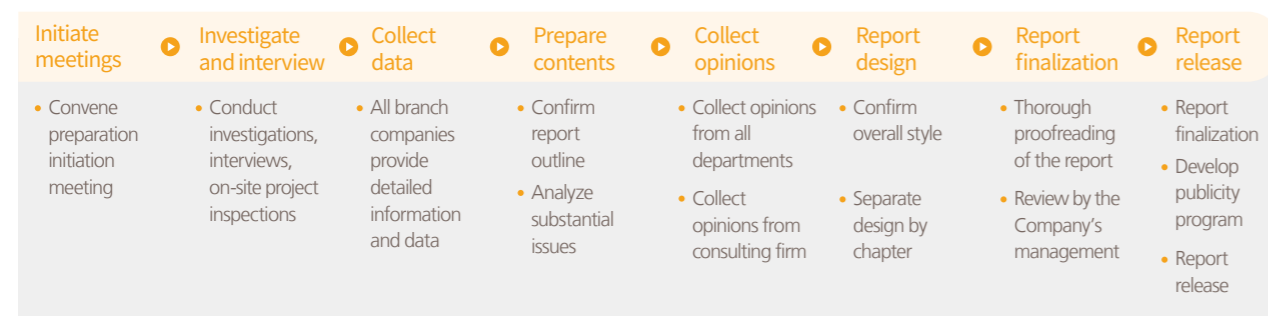 Initiate
meetings
Investigate
and interview
Collect
data
Prepare
contents
Collect
opinions
Report
design
Report
finalization
Report
release
• Convene
preparation
initiation
meeting
• Conduct
investigations,
interviews,
on-site project
inspections
• All branch
companies
provide
detailed
information
and data
• Confirm
report
outline
• Analyze
substantial
issues
• Collect opinions
from all
departments
• Collect
opinions from
consulting firm
• Confirm
overall style
• Separate
design by
chapter
• Thorough
proofreading
of the report
• Review by the
Company's
management
• Report
finalization
• Develop
publicity
program
• Report
release